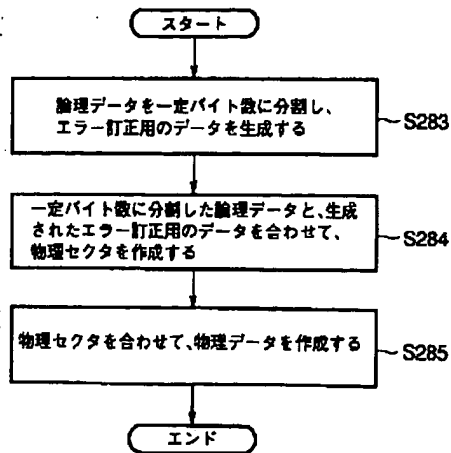 スタート
論理データを一定バイト数に分割し、
エラー訂正用のデータを生成する
S283
一定バイト数に分割した論理データと、生成
されたエラー訂正用のデータを合わせて、
物理セクタを作成する
S284
物理セクタを合わせて、物理データを作成する
S285
エンド